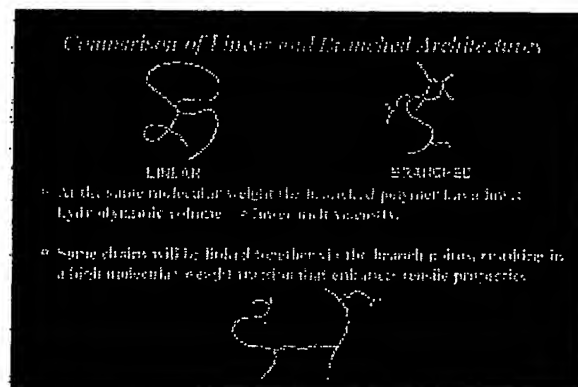 Comparison of Linear and Branched Architectures
LINEAR
BRANCHED
At the same molecular weight the branched polymer have lower
hydrodynamic volume lower melt viscosity.
Some chains will be linked together via the branch points, resulting in
a high molecular weight fraction that enhances tensile properties